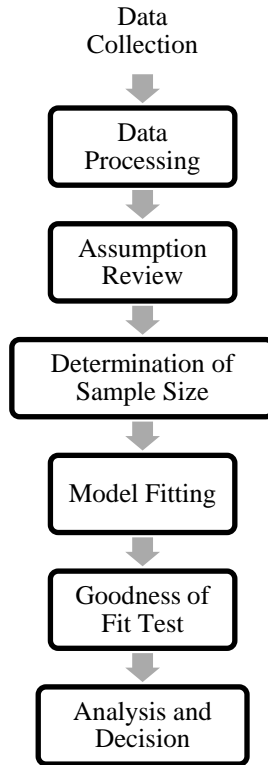 Data
Collection
Data
Processing
Assumption
Review
Determination of
Sample Size
Model Fitting
Goodness of
Fit Test
Analysis and
Decision